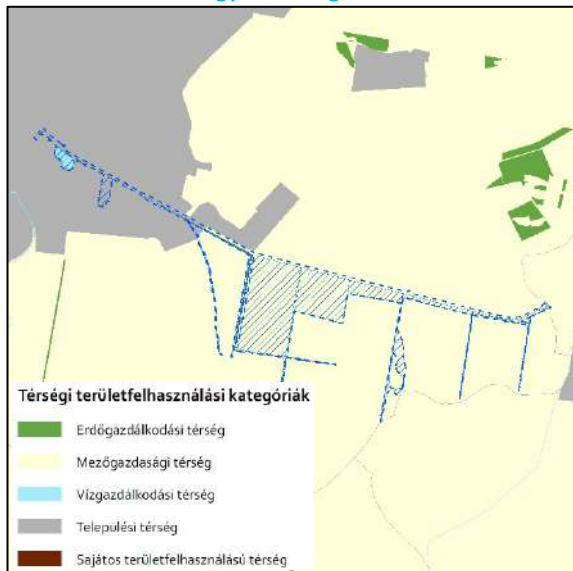 Térségi területfelhasználási kategóriák
Erdőgazdálkodási térség
Mezőgazdasági térség
Vízgazdálkodási térség
Települési térség
Sajátos területfelhasználású térség